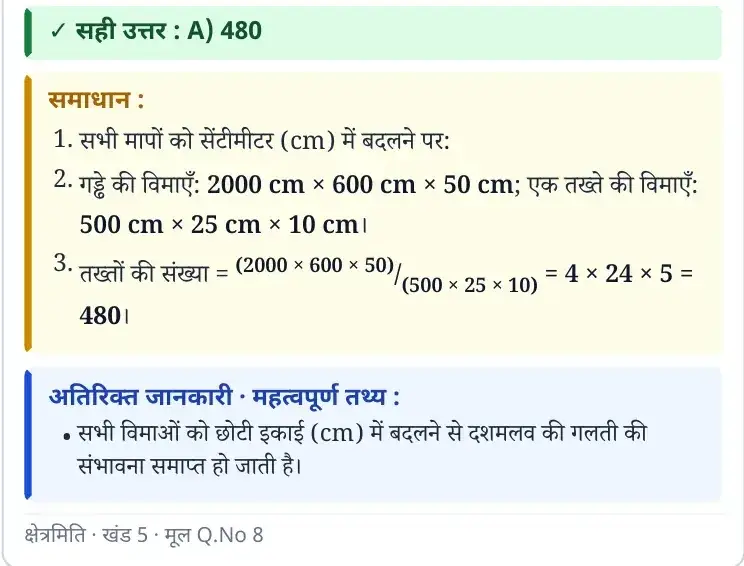 ✓ सही उत्तर : A) 480
समाधान :
1. सभी मापों को सेंटीमीटर (cm) में बदलने पर:
2. गड्ढे की विमाएँ: 2000 cm × 600 cm × 50 cm; एक तख्ते की विमाएँ:
500 cm × 25 cm × 10 cm।
3. तख्तों की संख्या = (2000 × 600 × 50)/(500 × 25 × 10) = 4 × 24 × 5 =
480।
अतिरिक्त जानकारी · महत्वपूर्ण तथ्य :
• सभी विमाओं को छोटी इकाई (cm) में बदलने से दशमलव की गलती की
संभावना समाप्त हो जाती है।
क्षेत्रमिति · खंड 5 · मूल Q.No 8